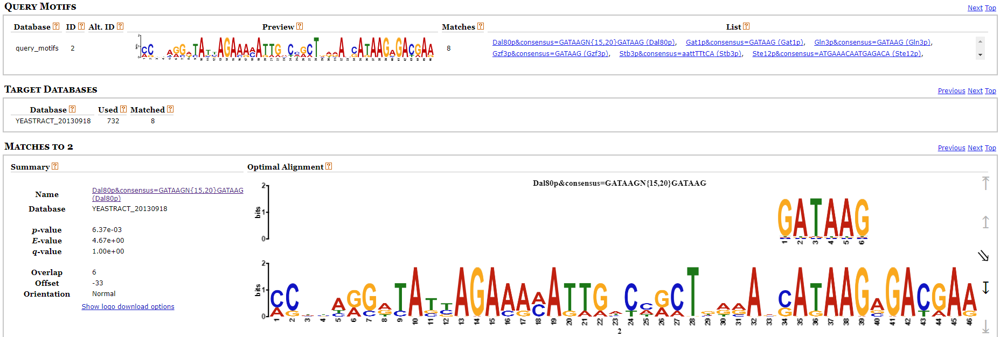 Query Motifs
Next Top
Database ? ID ? Alt. ID ? Preview ? Matches ? List ?
query_motifs 2 8 Dal80p&consensus=GATAAGN{15,20}GATAAG (Dal80p), Gat1p&consensus=GATAAG (Gat1p), Gln3p&consensus=GATAAG (Gln3p),
Gzf3p&consensus=GATAAG (Gzf3p), Stb3p&consensus=aattTTtCA (Stb3p), Ste12p&consensus=ATGAAACAATGAGACA (Ste12p),
Target Databases
Previous Next Top
Database ? Used ? Matched ?
YEASTRACT_20130918 732 8
Matches to 2
Previous Next Top
Summary ? Optimal Alignment ?
Name Dal80p&consensus=GATAAGN{15,20}GATAAG
(Dal80p)
Database YEASTRACT_20130918
p-value 6.37e-03
E-value 4.67e+00
q-value 1.00e+00
Overlap 6
Offset -33
Orientation Normal
Show logo download options
Dal80p&consensus=GATAAGN{15,20}GATAAG
2
1
0
bits
GATAAG
1 2 3 4 5 6
2
1
0
bits
1 2 3 4 5 6 7 8 9 10 11 12 13 14 15 16 17 18 19 20 21 22 23 24 25 26 27 28 29 30 31 32 33 34 35 36 37 38 39 40 41 42 43 44 45 46
2